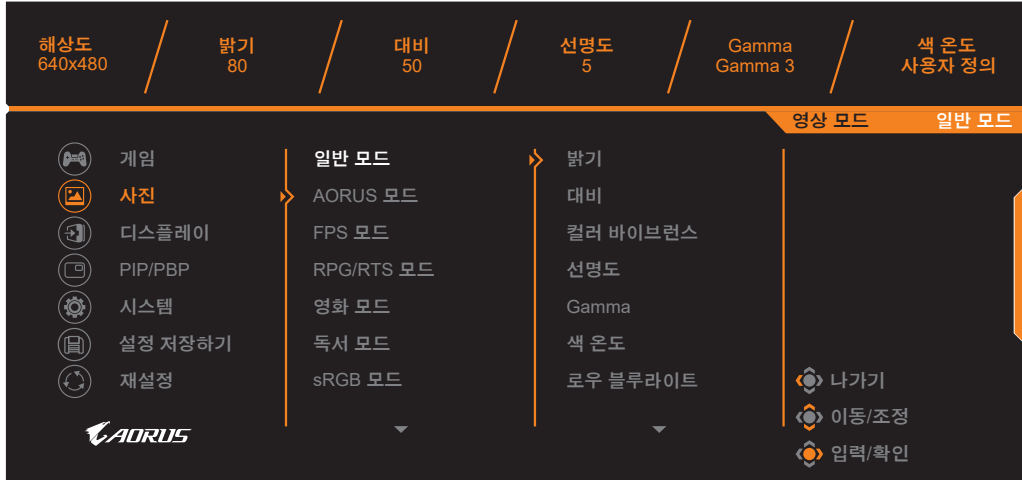 해상도 밝기 대비 선명도 Gamma 색 온도
640x480 80 50 5 Gamma 3 사용자 정의
영상 모드 일반 모드
게임 일반 모드 밝기
사진 AORUS 모드 대비
디스플레이 FPS 모드 컬러 바이브런스
PIP/PBP RPG/RTS 모드 선명도
시스템 영화 모드 Gamma
설정 저장하기 독서 모드 색 온도
재설정 sRGB 모드 로우 블루라이트
나가기
AORUS 이동/조정
입력/확인